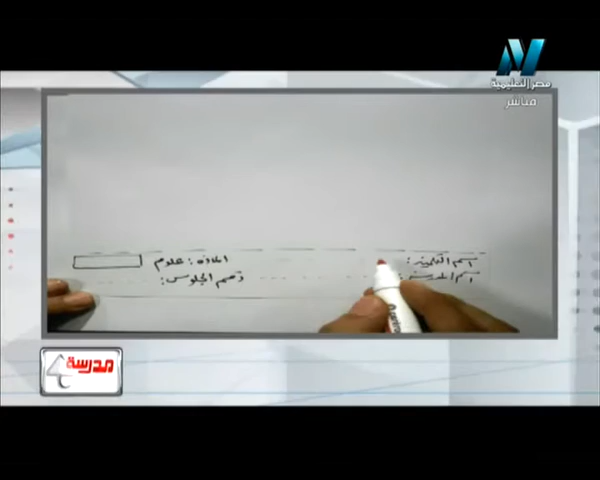 مصر التعليمية
مباشر
اسم التلميذ: المادة: علوم
اسم المدرسة: رقم الجلوس:
مدرسة